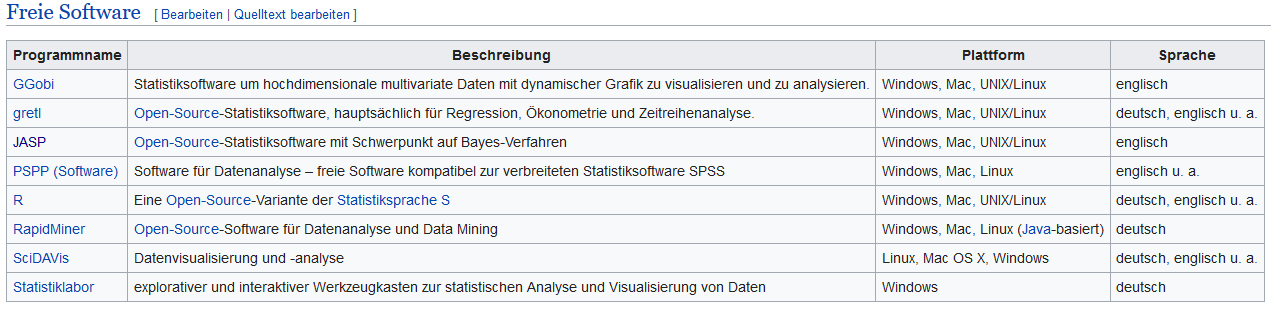 Freie Software [ Bearbeiten | Quelltext bearbeiten ]
Programmname Beschreibung Plattform Sprache
GGobi Statistiksoftware um hochdimensionale multivariate Daten mit dynamischer Grafik zu visualisieren und zu analysieren. Windows, Mac, UNIX/Linux englisch
gretl Open-Source-Statistiksoftware, hauptsächlich für Regression, Ökonometrie und Zeitreihenanalyse. Windows, Mac, UNIX/Linux deutsch, englisch u. a.
JASP Open-Source-Statistiksoftware mit Schwerpunkt auf Bayes-Verfahren Windows, Mac, UNIX/Linux englisch
PSPP (Software) Software für Datenanalyse – freie Software kompatibel zur verbreiteten Statistiksoftware SPSS Windows, Mac, Linux englisch u. a.
R Eine Open-Source-Variante der Statistiksprache S Windows, Mac, UNIX/Linux deutsch, englisch u. a.
RapidMiner Open-Source-Software für Datenanalyse und Data Mining Windows, Mac, Linux (Java-basiert) deutsch
SciDAVis Datenvisualisierung und -analyse Linux, Mac OS X, Windows deutsch, englisch u. a.
Statistiklabor explorativer und interaktiver Werkzeugkasten zur statistischen Analyse und Visualisierung von Daten Windows deutsch